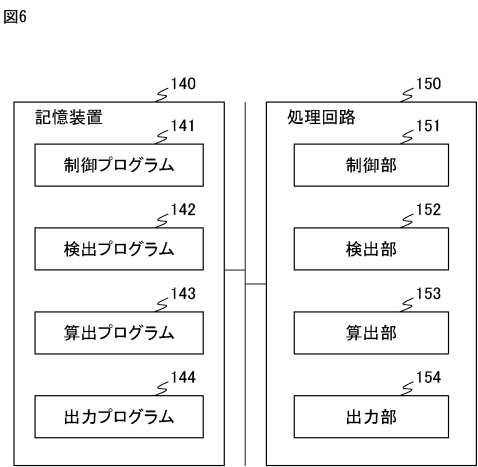 図6
140
記憶装置
141
制御プログラム
142
検出プログラム
143
算出プログラム
144
出力プログラム
150
処理回路
151
制御部
152
検出部
153
算出部
154
出力部